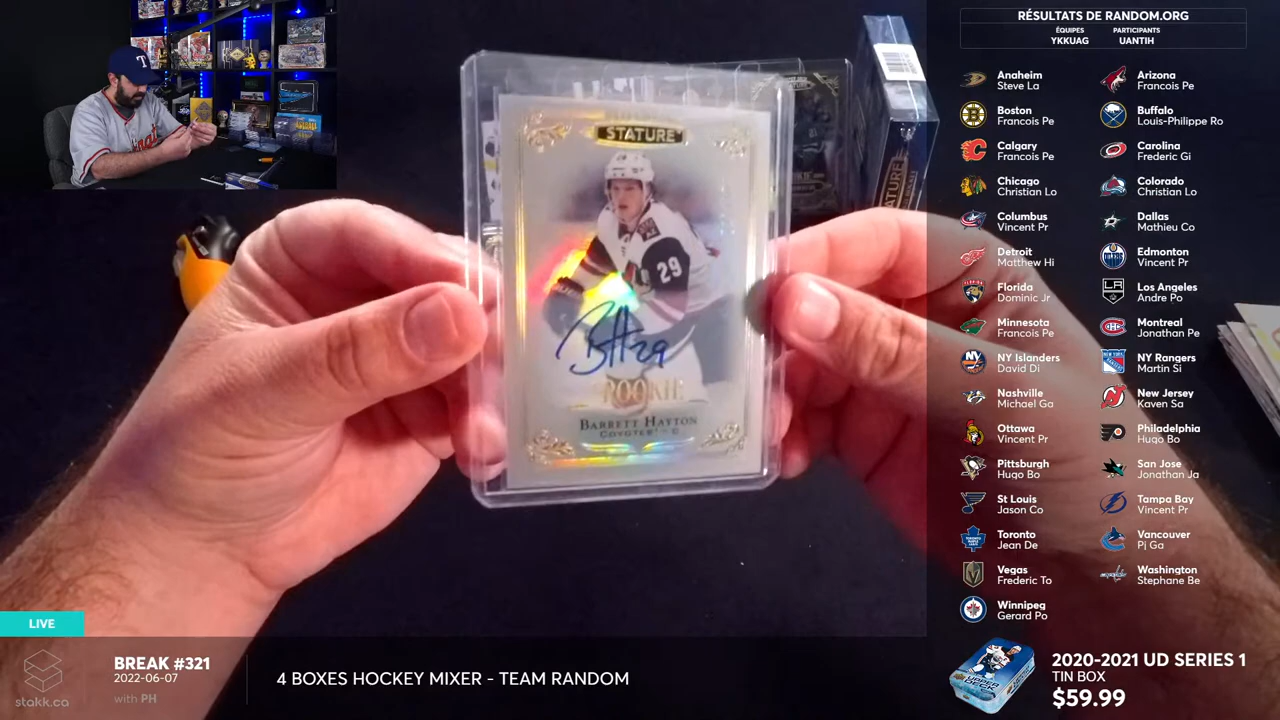 RÉSULTATS DE RANDOM.ORG
ÉQUIPES
YKKUAG
PARTICIPANTS
UANTIH
Anaheim
Steve La
Arizona
Francois Pe
Boston
Francois Pe
Buffalo
Louis-Philippe Ro
Calgary
Francois Pe
Carolina
Frederic Gi
Chicago
Christian Lo
Colorado
Christian Lo
Columbus
Vincent Pr
Dallas
Mathieu Co
Detroit
Matthew Hi
Edmonton
Vincent Pr
Florida
Dominic Jr
Los Angeles
Andre Po
Minnesota
Francois Pe
Montreal
Jonathan Pe
NY Islanders
David Di
NY Rangers
Martin Si
Nashville
Michael Ga
New Jersey
Kaven Sa
Ottawa
Vincent Pr
Philadelphia
Hugo Bo
Pittsburgh
Hugo Bo
San Jose
Jonathan Ja
St Louis
Jason Co
Tampa Bay
Vincent Pr
Toronto
Jean De
Vancouver
Pj Ga
Vegas
Frederic To
Washington
Stephane Be
Winnipeg
Gerard Po
STATURE
29
ROOKIE
BARRETT HAYTON
COYOTES - C
STATURE
LIVE
stakk.ca
BREAK #321
2022-06-07
with PH
4 BOXES HOCKEY MIXER - TEAM RANDOM
2020-2021 UD SERIES 1
TIN BOX
$59.99